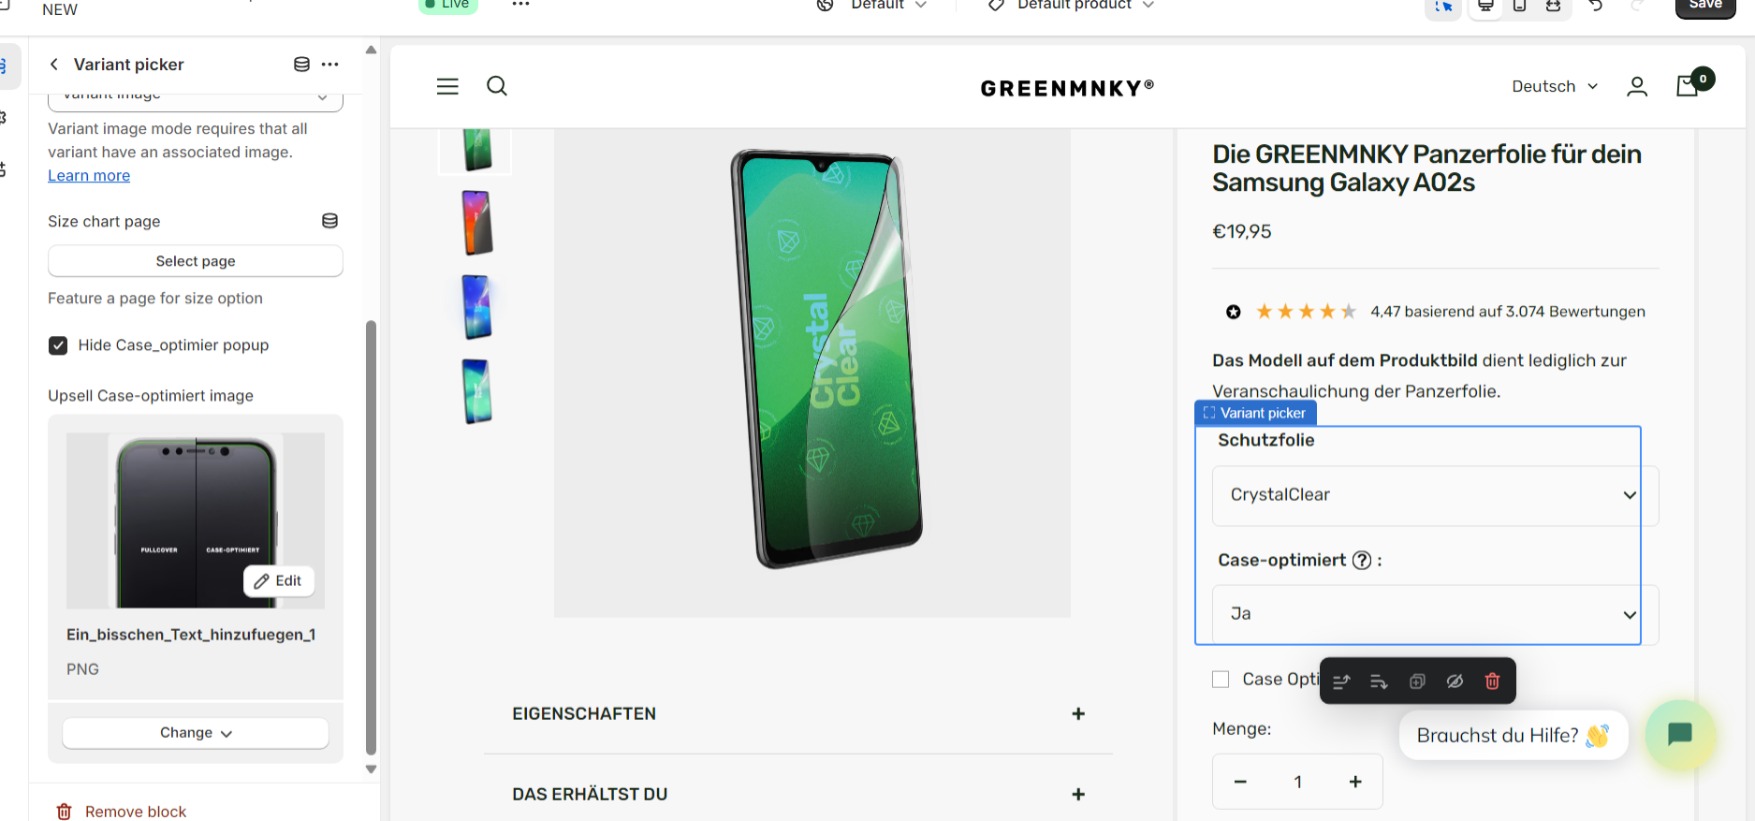 NEW
Live
Default
Default product
Save
Variant picker
Variant image
Variant image mode requires that all
variant have an associated image.
Learn more
Size chart page
Select page
Feature a page for size option
Hide Case_optimier popup
Upsell Case-optimiert image
FULLCOVER
CASE-OPTIMIERT
Edit
Ein_bisschen_Text_hinzufuegen_1
PNG
Change
Remove block
GREENMNKY®
Deutsch
0
Crystal
Clear
EIGENSCHAFTEN
+
DAS ERHÄLTST DU
+
Die GREENMNKY Panzerfolie für dein
Samsung Galaxy A02s
€19,95
4,47 basierend auf 3.074 Bewertungen
Das Modell auf dem Produktbild dient lediglich zur
Veranschaulichung der Panzerfolie.
Variant picker
Schutzfolie
CrystalClear
Case-optimiert ? :
Ja
Case Opti
Menge:
Brauchst du Hilfe? 👋
− 1 +